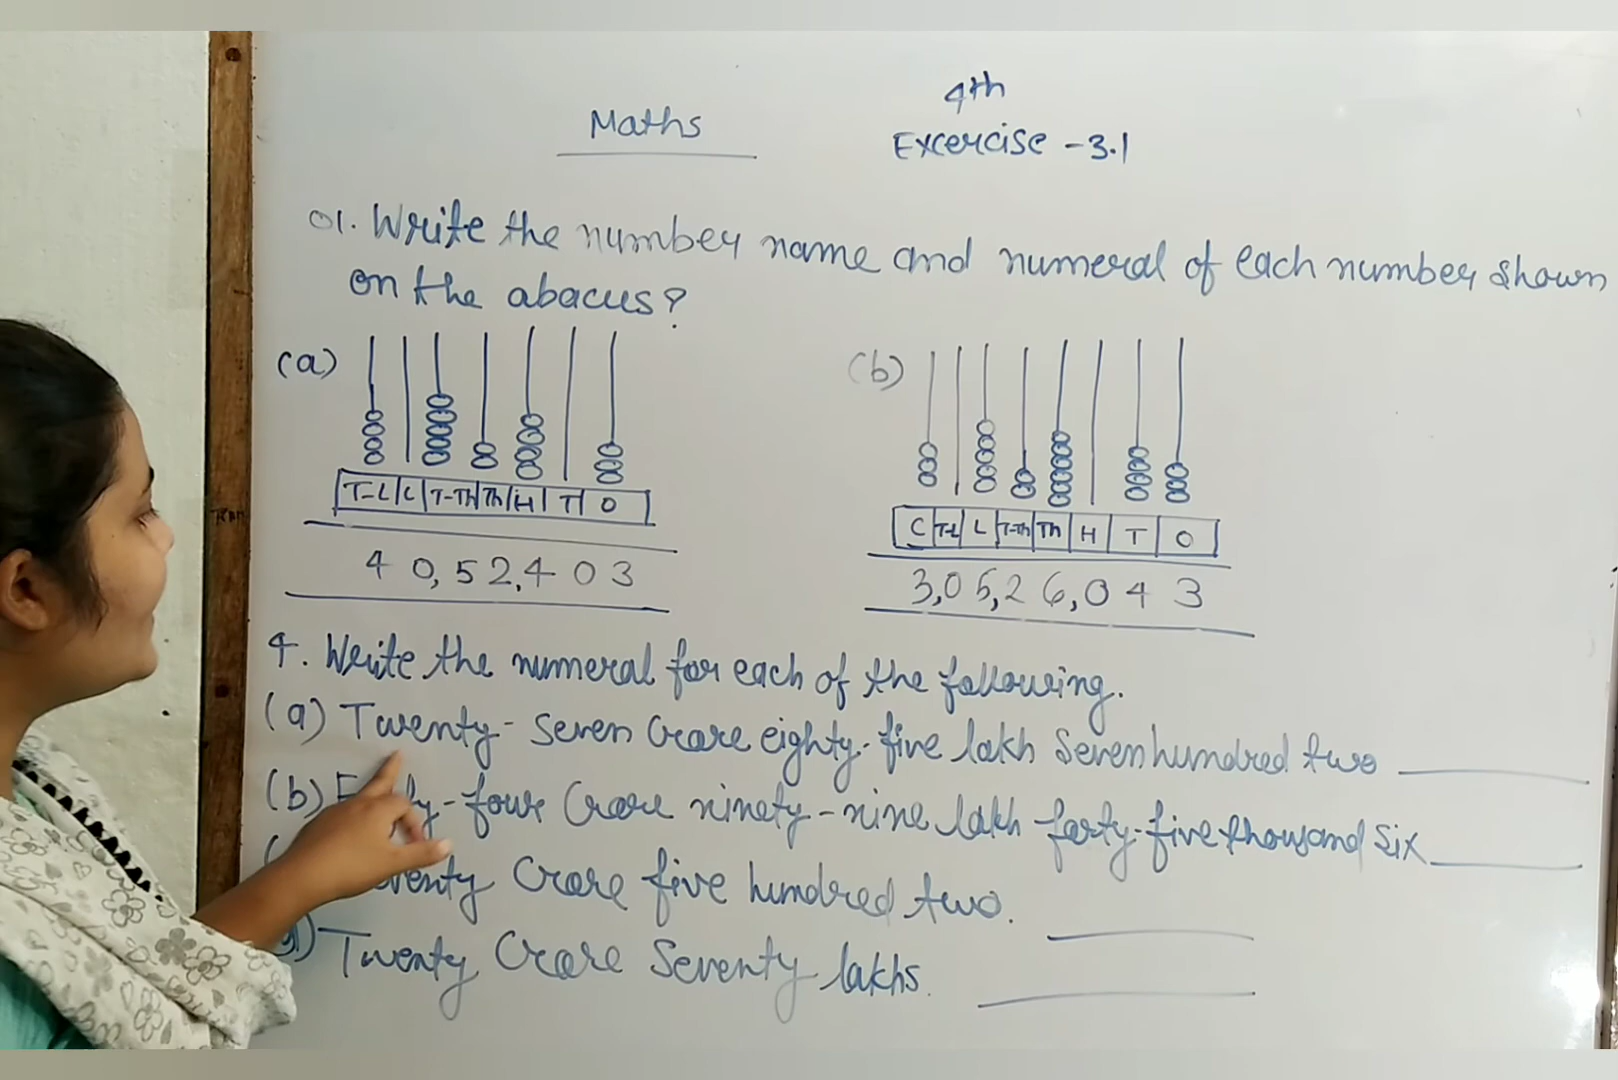 Maths
4th
Excercise -3.1
Q1. Write the number name and numeral of each number shown
on the abacus?
(a)
T-L L T-Th Th H T O
4 0,5 2,4 0 3
(b)
C T-L L T-Th Th H T O
3,0 5,2 6,0 4 3
4. Write the numeral for each of the following.
(a) Twenty-seven Crore eighty-five lakh seven hundred two
(b) four Crore ninety-nine lakh forty-five thousand six
Crore five hundred two.
Twenty Crore Seventy lakhs.